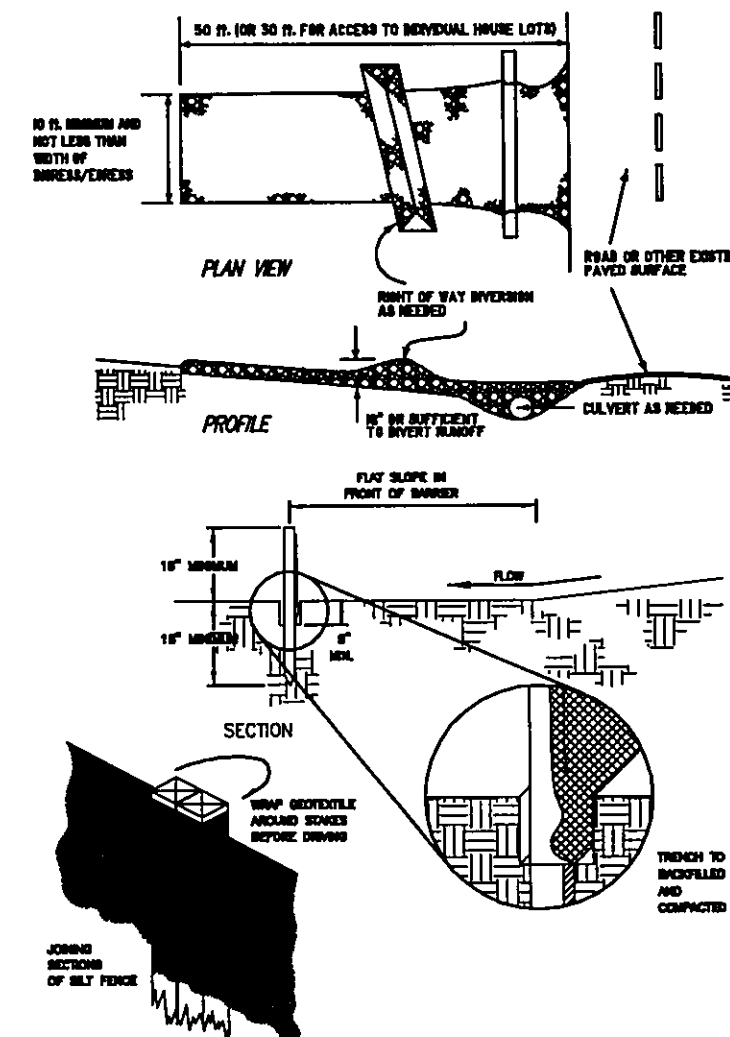 50 ft. (OR 30 ft. FOR ACCESS TO INDIVIDUAL HOUSE LOTS)
10 ft. MINIMUM AND
NOT LESS THAN
WIDTH OF
INGRESS/EGRESS
PLAN VIEW
RIGHT OF WAY DIVERSION
AS NEEDED
ROAD OR OTHER EXISTI
PAVED SURFACE
PROFILE
18" OR SUFFICIENT
TO DIVERT RUNOFF
CULVERT AS NEEDED
FLAT SLOPE IN
FRONT OF BARRIER
MINIMUM
FLOW
MINIMUM
MIN.
SECTION
WRAP GEOTEXTILE
AROUND STAKES
BEFORE DRIVING
TRENCH TO
BACKFILLED
AND
COMPACTED
JOINING
SECTIONS
OF SILT FENCE